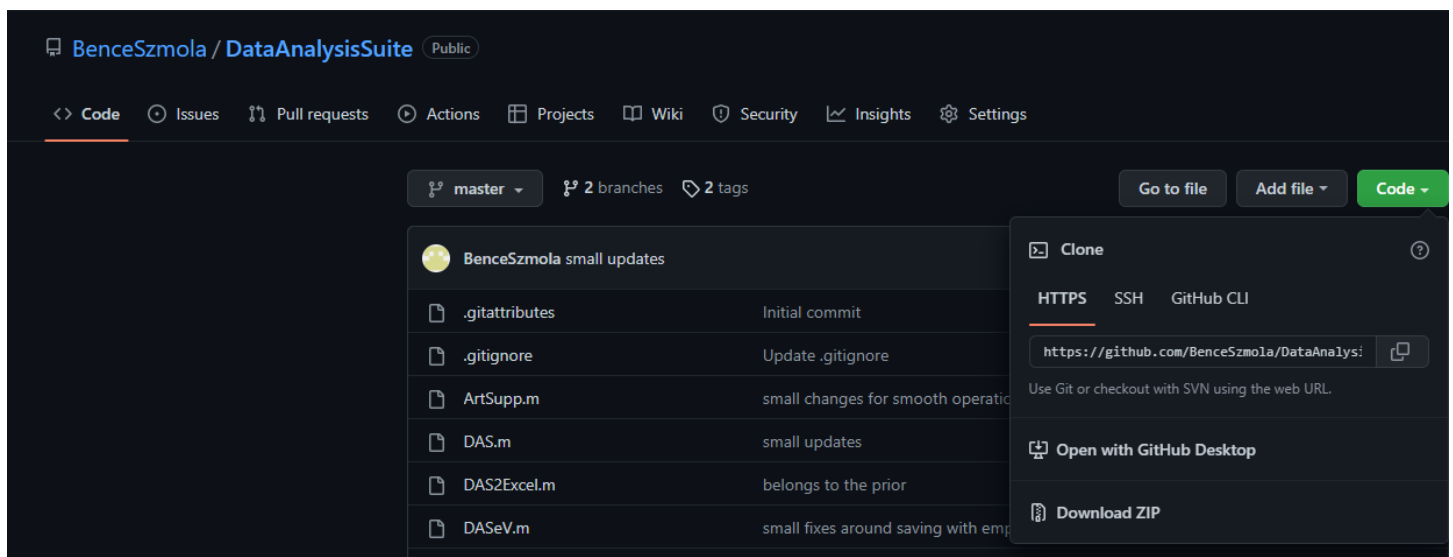 BenceSzmola / DataAnalysisSuite Public
<> Code Issues Pull requests Actions Projects Wiki Security Insights Settings
master 2 branches 2 tags Go to file Add file Code
BenceSzmola small updates
.gitattributes Initial commit
.gitignore Update .gitignore
ArtSupp.m small changes for smooth operatio
DAS.m small updates
DAS2Excel.m belongs to the prior
DASeV.m small fixes around saving with emp
Clone
HTTPS SSH GitHub CLI
https://github.com/BenceSzmola/DataAnalysi
Use Git or checkout with SVN using the web URL.
Open with GitHub Desktop
Download ZIP